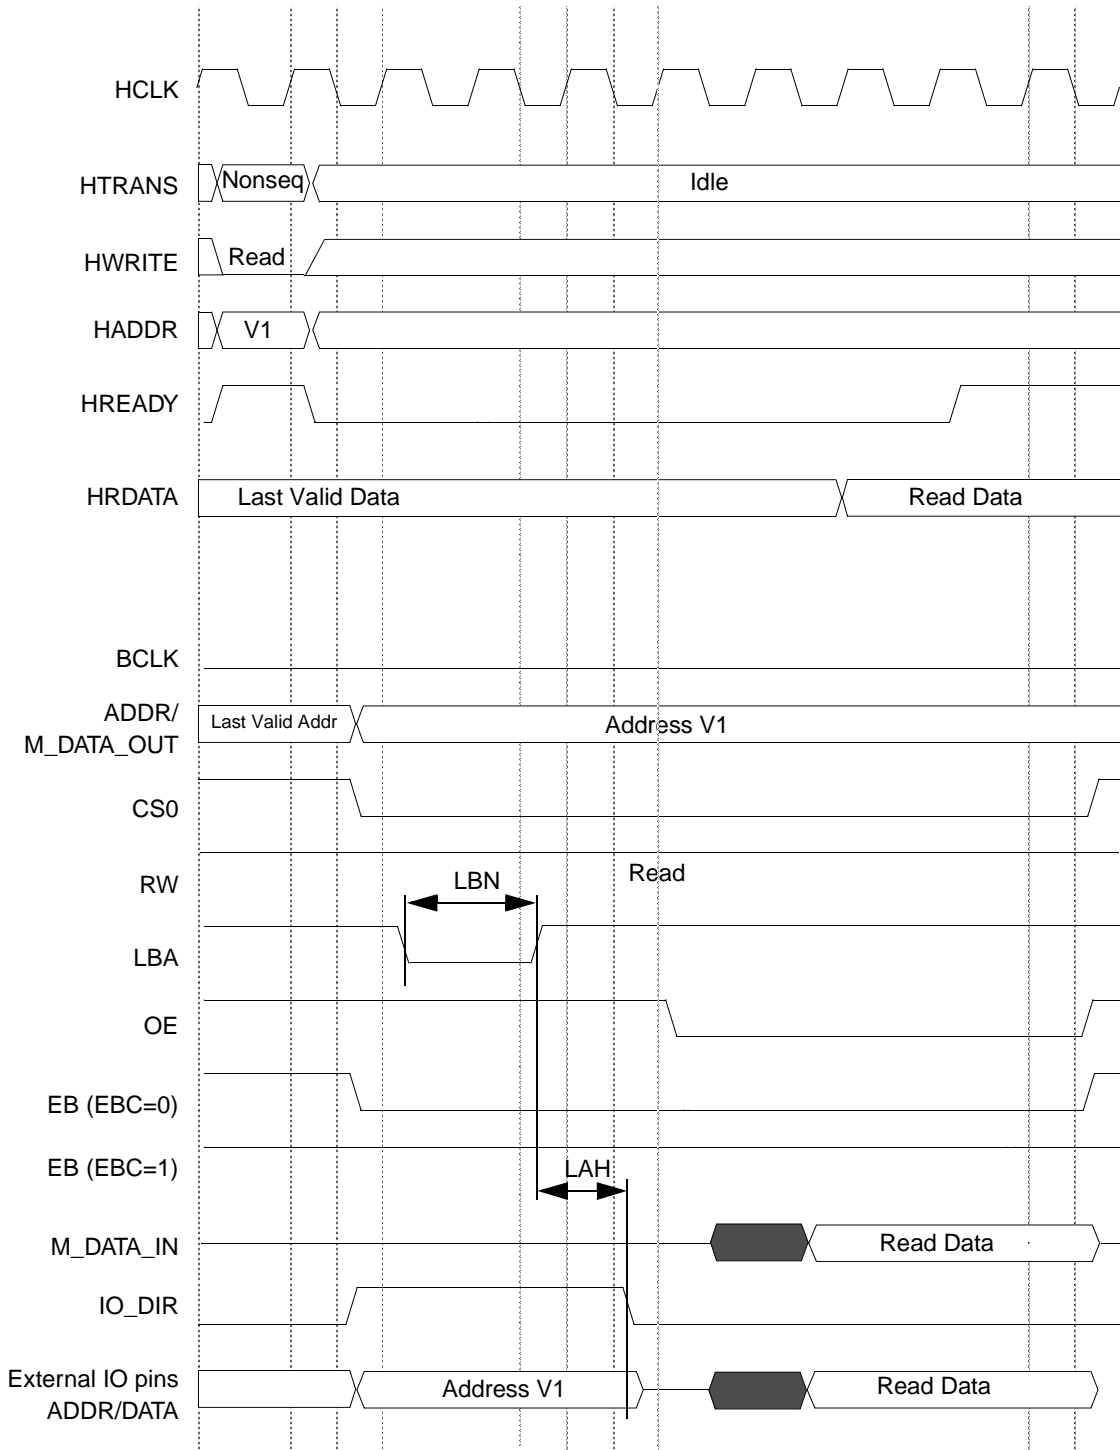 HCLK
HTRANS Nonseq Idle
HWRITE Read
HADDR V1
HREADY
HRDATA Last Valid Data Read Data
BCLK
ADDR/
M_DATA_OUT Last Valid Addr Address V1
CS0
RW Read
LBN
LBA
OE
EB (EBC=0)
EB (EBC=1)
LAH
M_DATA_IN Read Data
IO_DIR
External IO pins
ADDR/DATA Address V1 Read Data